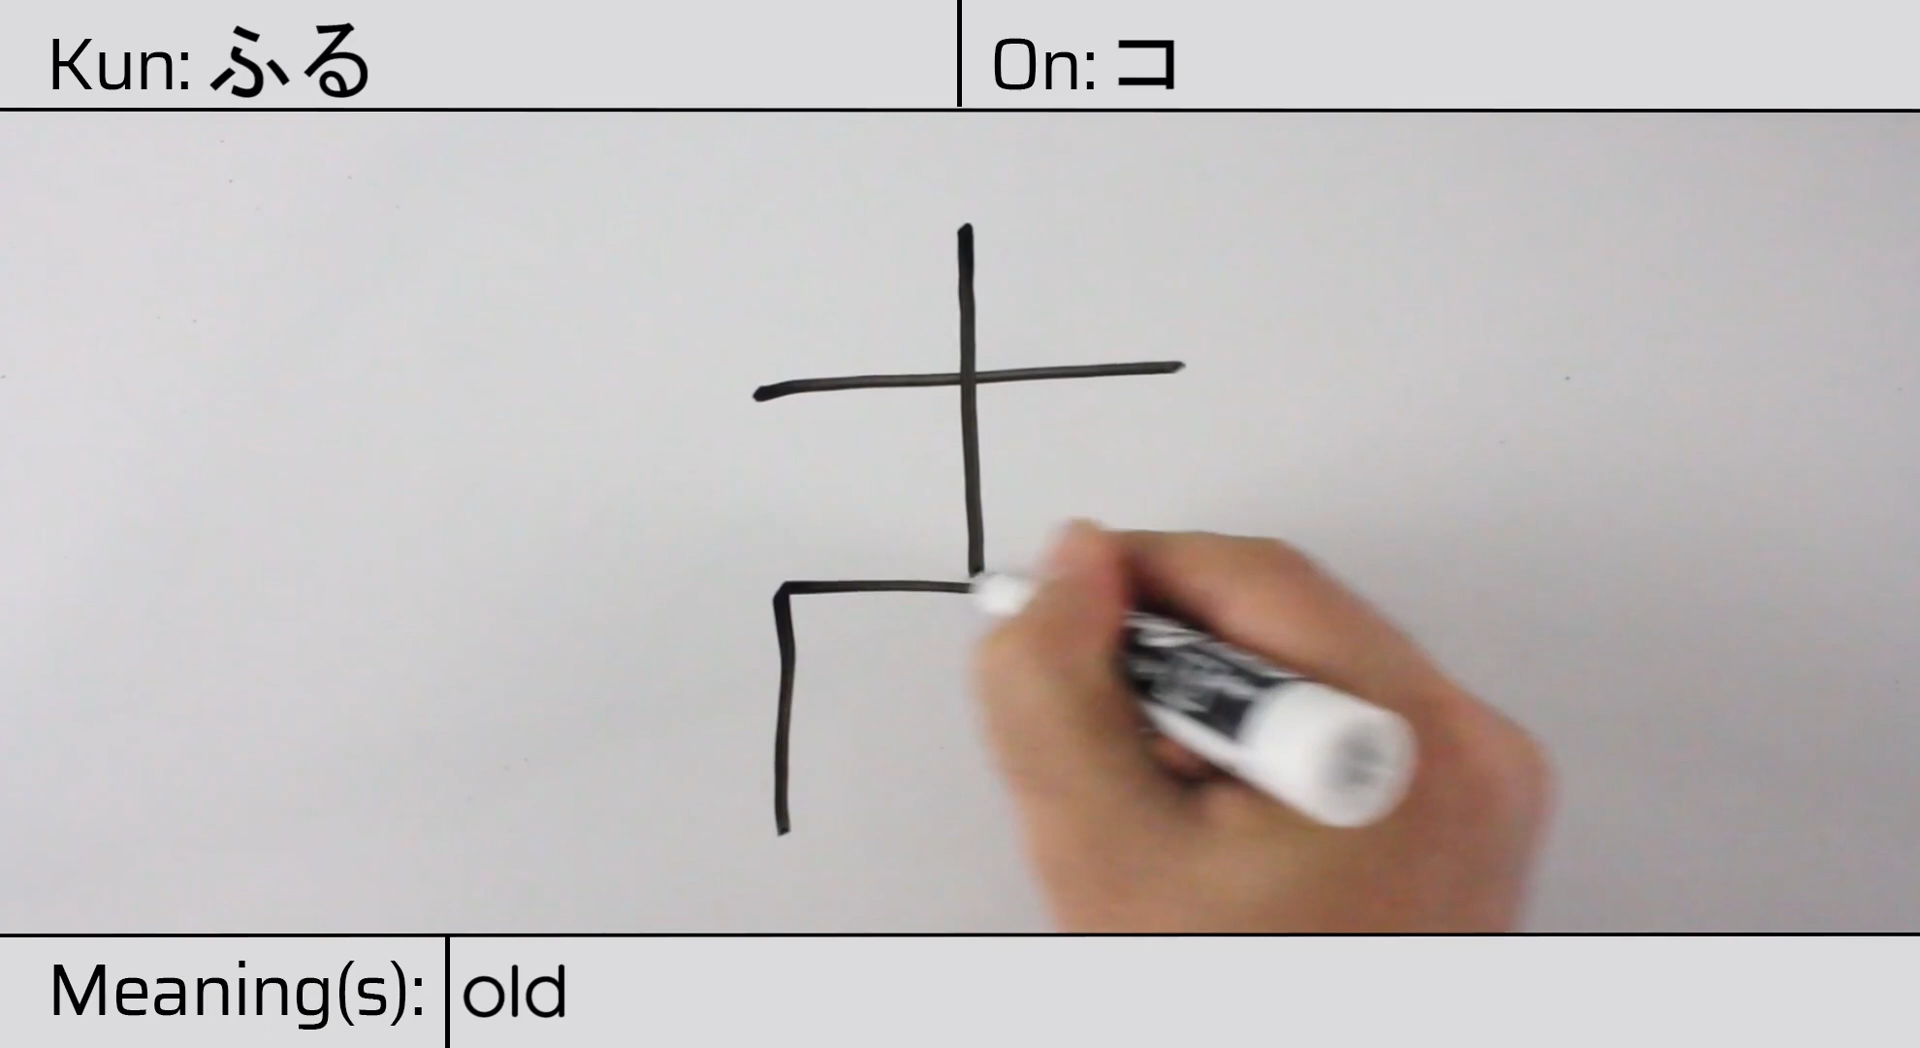 Kun: ふる
On: コ
Meaning(s): old